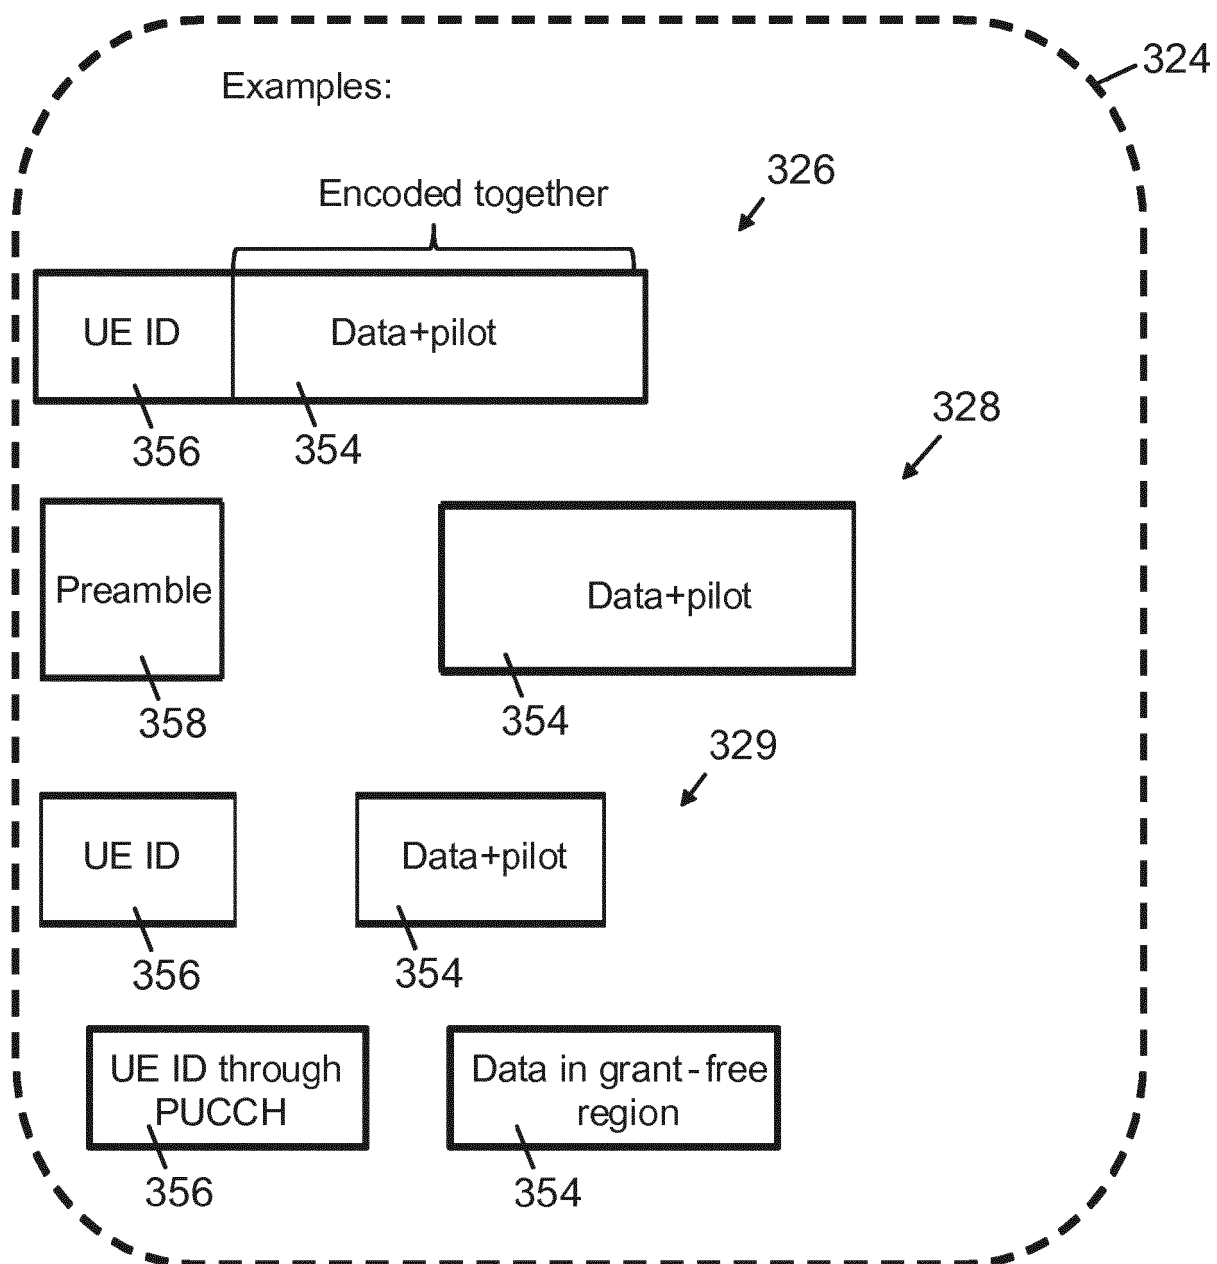 Examples:
324
326
Encoded together
UE ID
Data+pilot
356
354
328
Preamble
Data+pilot
358
354
329
UE ID
Data+pilot
356
354
UE ID through
PUCCH
Data in grant-free
region
356
354